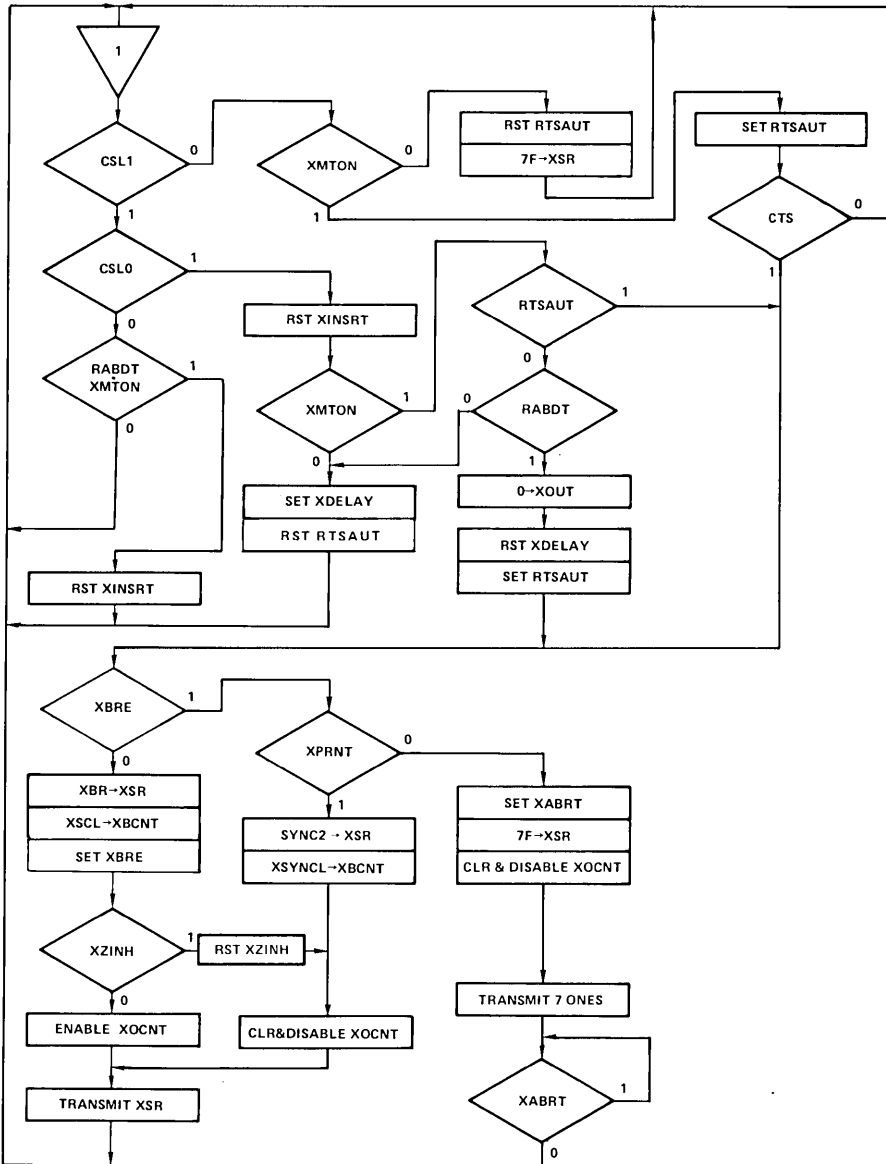 1
CSL1
0
1
XMTON
0
1
RST RTSAUT
7F→XSR
SET RTSAUT
CTS
0
1
CSL0
1
0
RST XINSRT
RTSAUT
1
0
RABDT
•
XMTON
1
0
XMTON
1
0
RABDT
0
1
SET XDELAY
RST RTSAUT
0→XOUT
RST XDELAY
SET RTSAUT
RST XINSRT
XBRE
1
0
XPRNT
0
1
XBR→XSR
XSCL→XBCNT
SET XBRE
SYNC2→XSR
XSYNCL→XBCNT
SET XABRT
7F→XSR
CLR & DISABLE XOCNT
XZINH
1
0
RST XZINH
TRANSMIT 7 ONES
ENABLE XOCNT
CLR&DISABLE XOCNT
TRANSMIT XSR
XABRT
1
0